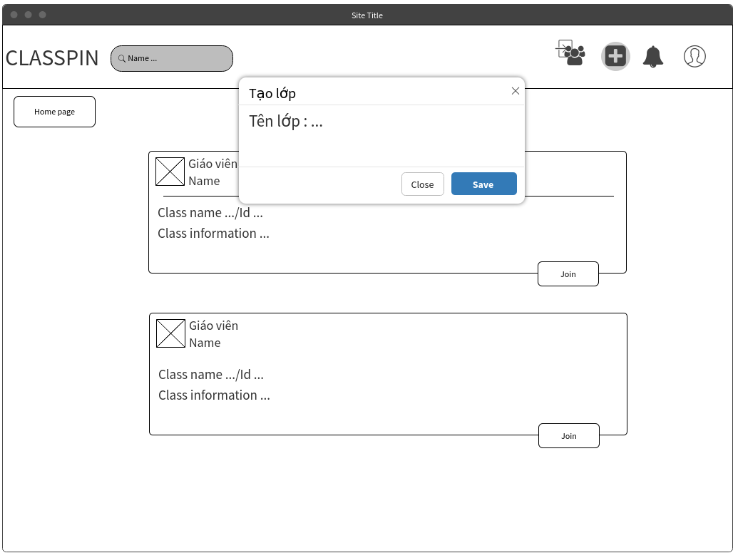 Site Title
CLASSPIN
Name ...
Home page
Tạo lớp
Tên lớp : ...
Close
Save
Giáo viên
Name
Class name .../Id ...
Class information ...
Join
Giáo viên
Name
Class name .../Id ...
Class information ...
Join